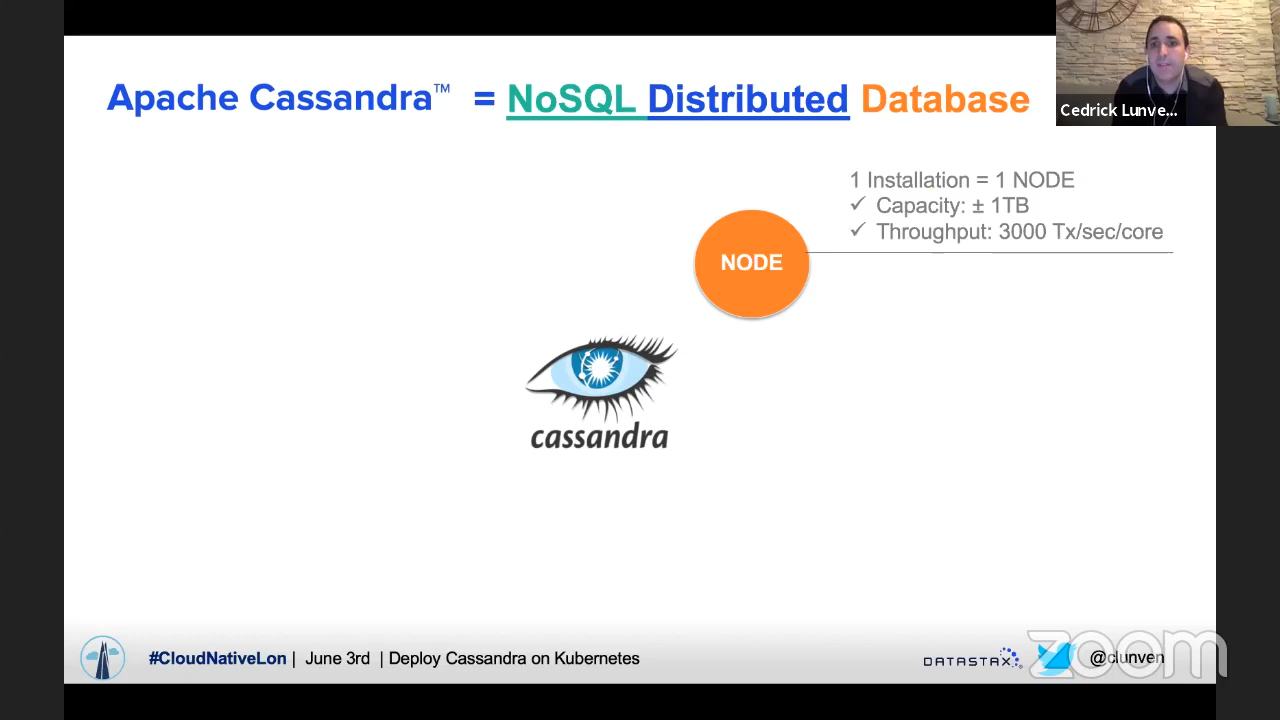 Apache Cassandra™ = NoSQL Distributed Database
Cedrick Lunve...
1 Installation = 1 NODE
✓ Capacity: ± 1TB
✓ Throughput: 3000 Tx/sec/core
NODE
cassandra
#CloudNativeLon | June 3rd | Deploy Cassandra on Kubernetes
DATASTAX
@clunven
zoom